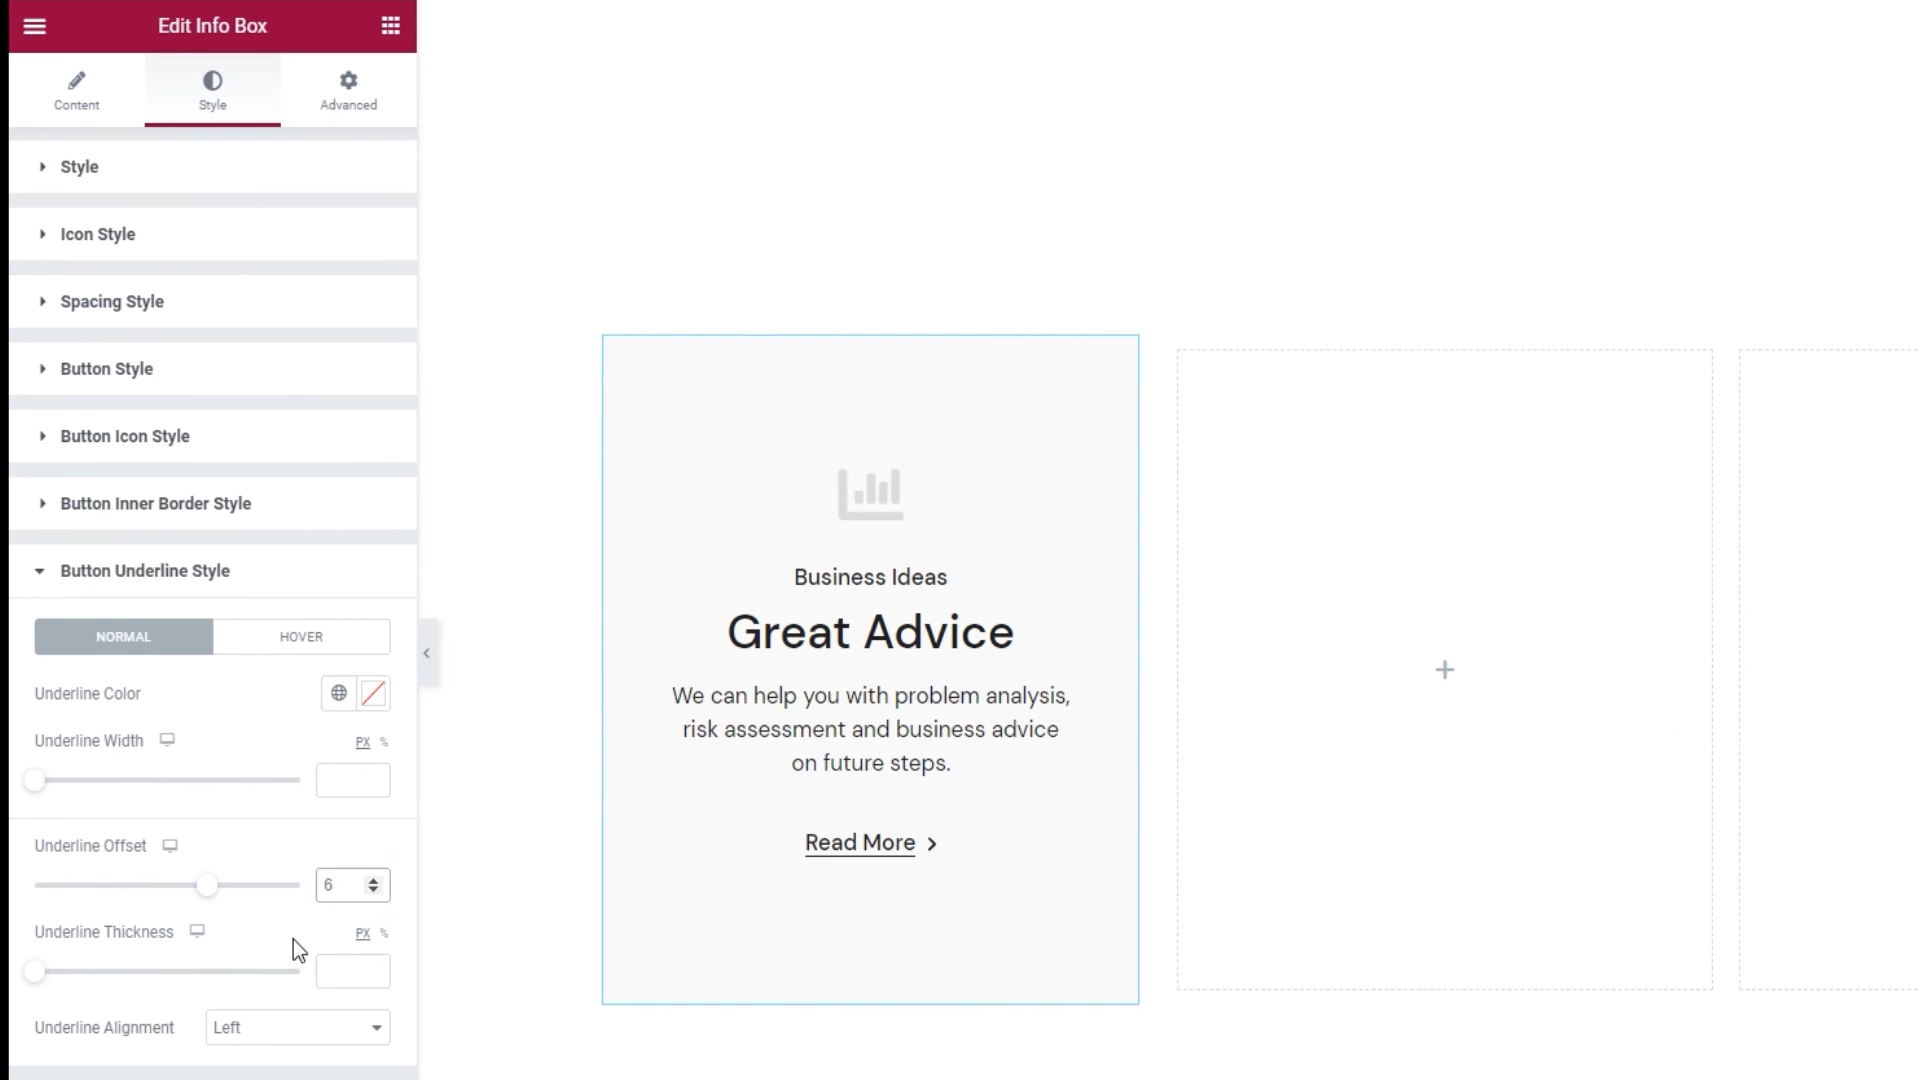 Edit Info Box
Content
Style
Advanced
Style
Icon Style
Spacing Style
Button Style
Button Icon Style
Button Inner Border Style
Button Underline Style
NORMAL
HOVER
Underline Color
Underline Width
PX %
Underline Offset
6
Underline Thickness
PX %
Underline Alignment
Left
Business Ideas
Great Advice
We can help you with problem analysis,
risk assessment and business advice
on future steps.
Read More